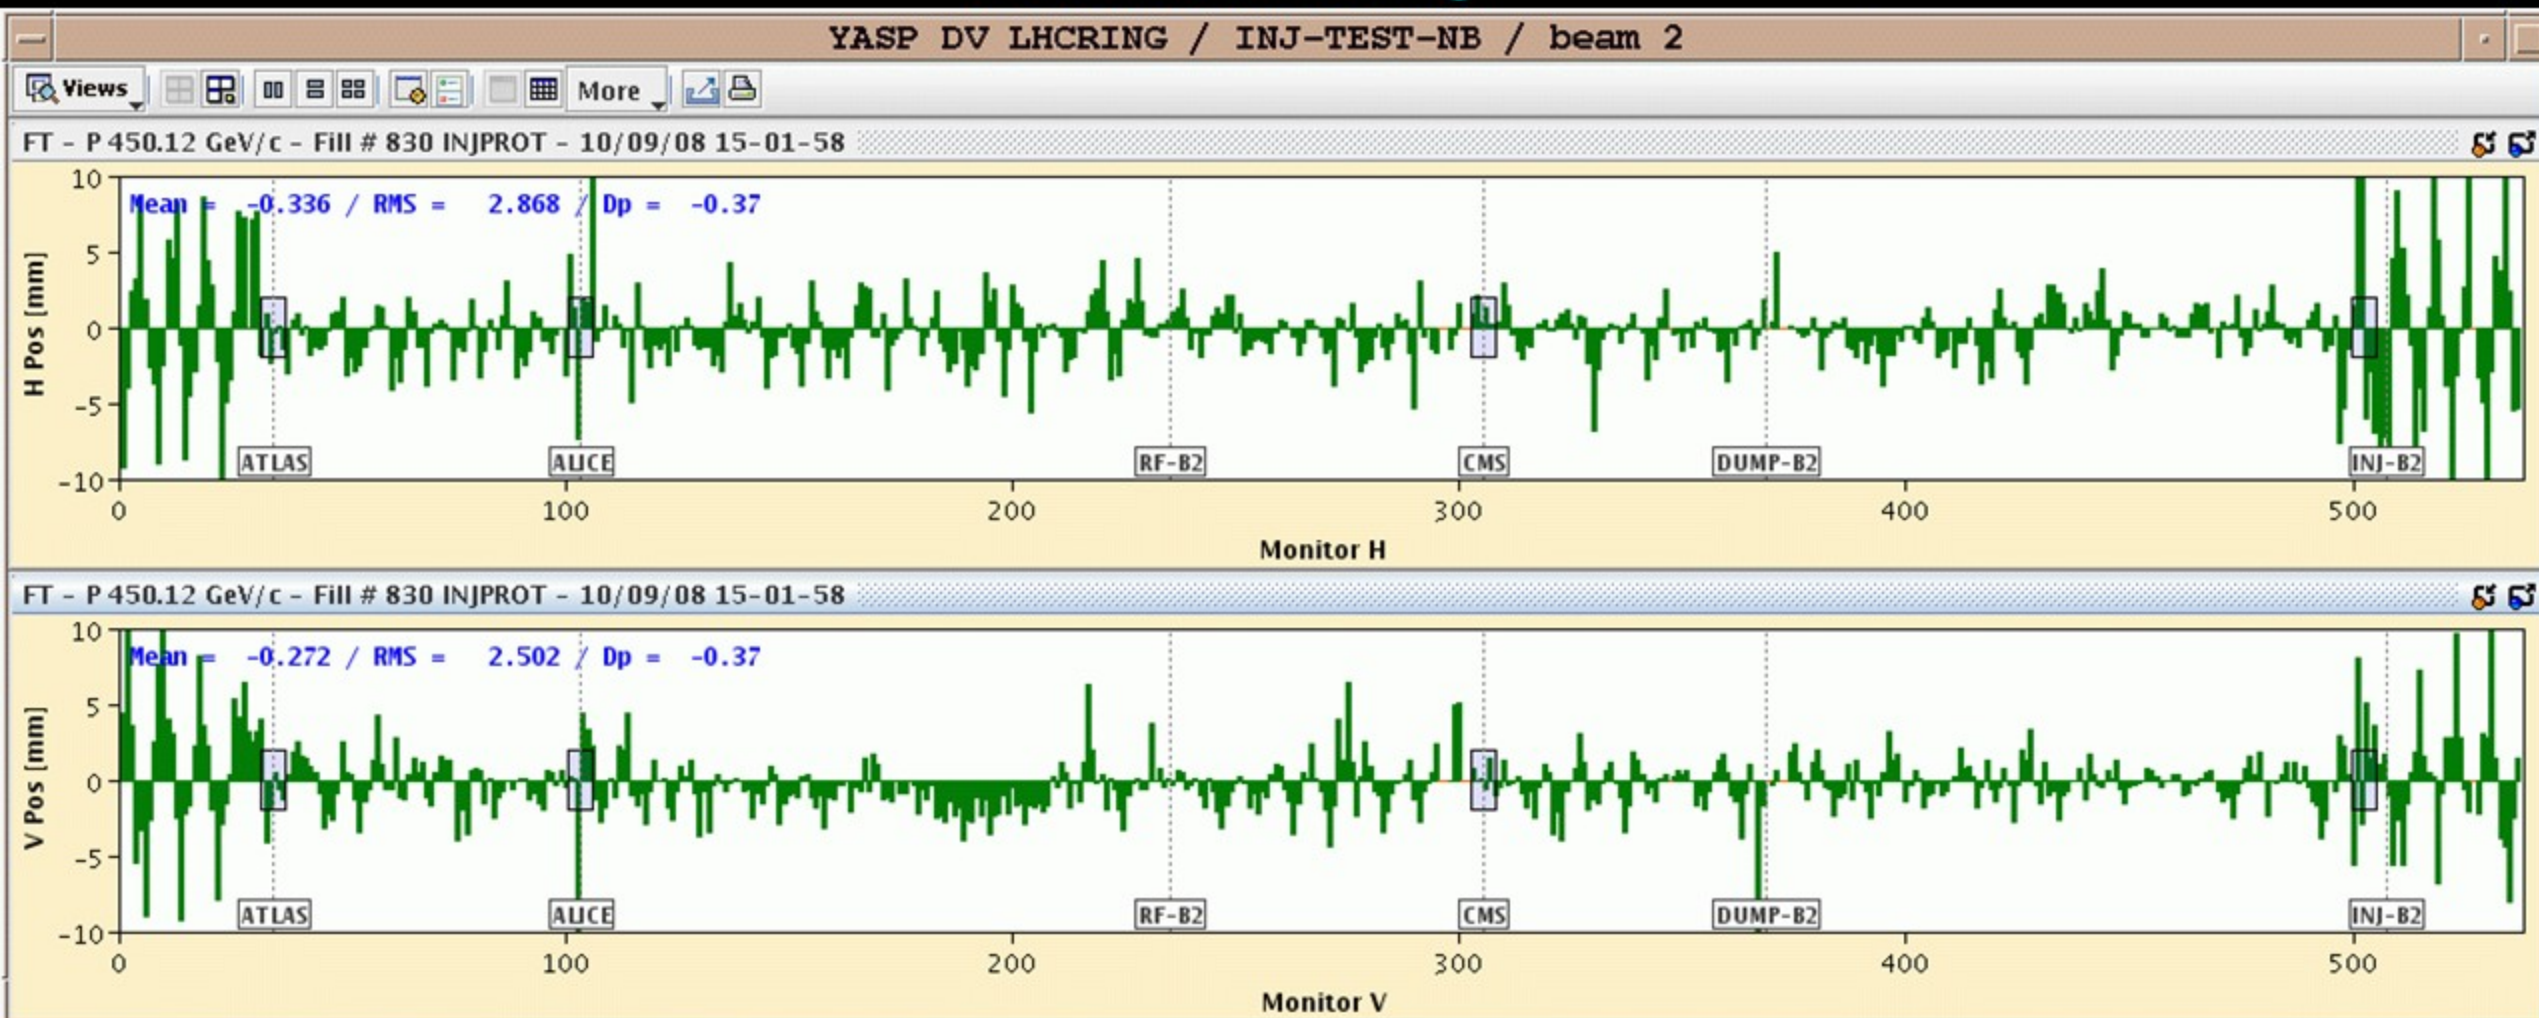 YASP DV LHCRING / INJ-TEST-NB / beam 2
Views More
FT - P 450.12 GeV/c - Fill # 830 INJPROT - 10/09/08 15-01-58
Mean = -0.336 / RMS = 2.868 / Dp = -0.37
H Pos [mm]
10
5
0
-5
-10
ATLAS ALICE RF-B2 CMS DUMP-B2 INJ-B2
0 100 200 300 400 500
Monitor H
FT - P 450.12 GeV/c - Fill # 830 INJPROT - 10/09/08 15-01-58
Mean = -0.272 / RMS = 2.502 / Dp = -0.37
V Pos [mm]
10
5
0
-5
-10
ATLAS ALICE RF-B2 CMS DUMP-B2 INJ-B2
0 100 200 300 400 500
Monitor V